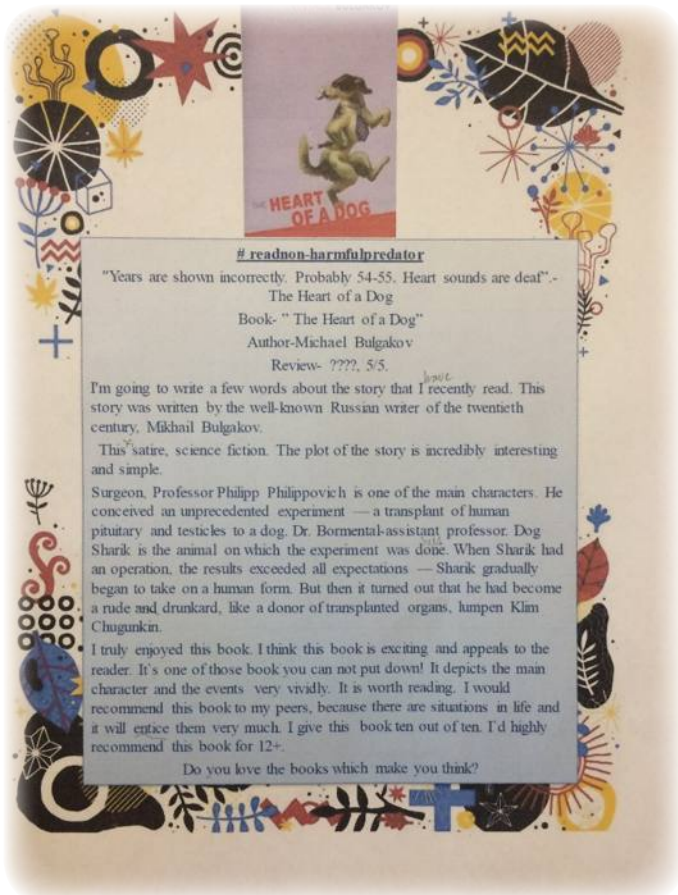 THE HEART
OF A DOG
# readnon-harmfulpredator
"Years are shown incorrectly. Probably 54-55. Heart sounds are deaf".-
The Heart of a Dog
Book- " The Heart of a Dog"
Author-Michael Bulgakov
Review- ????, 5/5.
have
I'm going to write a few words about the story that I recently read. This
story was written by the well-known Russian writer of the twentieth
century, Mikhail Bulgakov.
This satire, science fiction. The plot of the story is incredibly interesting
and simple.
Surgeon, Professor Philipp Philippovich is one of the main characters. He
conceived an unprecedented experiment — a transplant of human
pituitary and testicles to a dog. Dr. Bormental-assistant professor. Dog
Sharik is the animal on which the experiment was done. When Sharik had
an operation, the results exceeded all expectations — Sharik gradually
began to take on a human form. But then it turned out that he had become
a rude and drunkard, like a donor of transplanted organs, lumpen Klim
Chugunkin.
I truly enjoyed this book. I think this book is exciting and appeals to the
reader. It`s one of those book you can not put down! It depicts the main
character and the events very vividly. It is worth reading. I would
recommend this book to my peers, because there are situations in life and
it will entice them very much. I give this book ten out of ten. I`d highly
recommend this book for 12+.
Do you love the books which make you think?